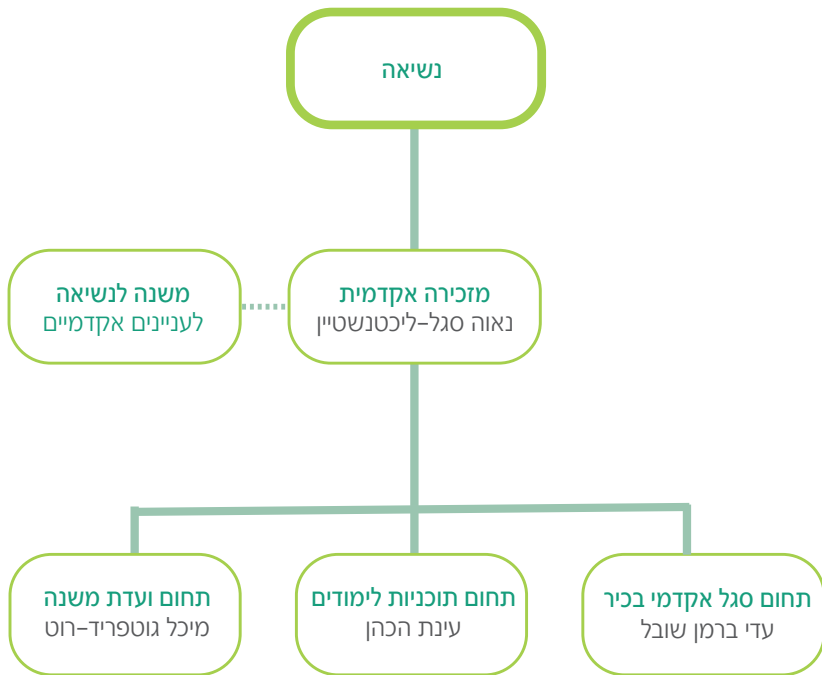 נשיאה
מזכירה אקדמית
נאוה סגל-ליכטנשטיין
משנה לנשיאה
לעניינים אקדמיים
תחום סגל אקדמי בכיר
עדי ברמן שובל
תחום תוכניות לימודים
עינת הכהן
תחום ועדת משנה
מיכל גוטפריד-רוט